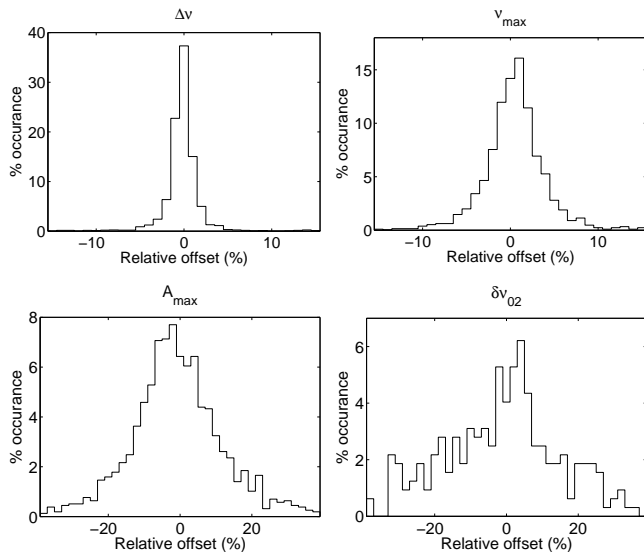 Δν
40
30
20
10
0
% occurance
−10 0 10
Relative offset (%)
ν_max
15
10
5
0
% occurance
−10 0 10
Relative offset (%)
A_max
8
6
4
2
0
% occurance
−20 0 20
Relative offset (%)
δν_02
6
4
2
0
% occurance
−20 0 20
Relative offset (%)